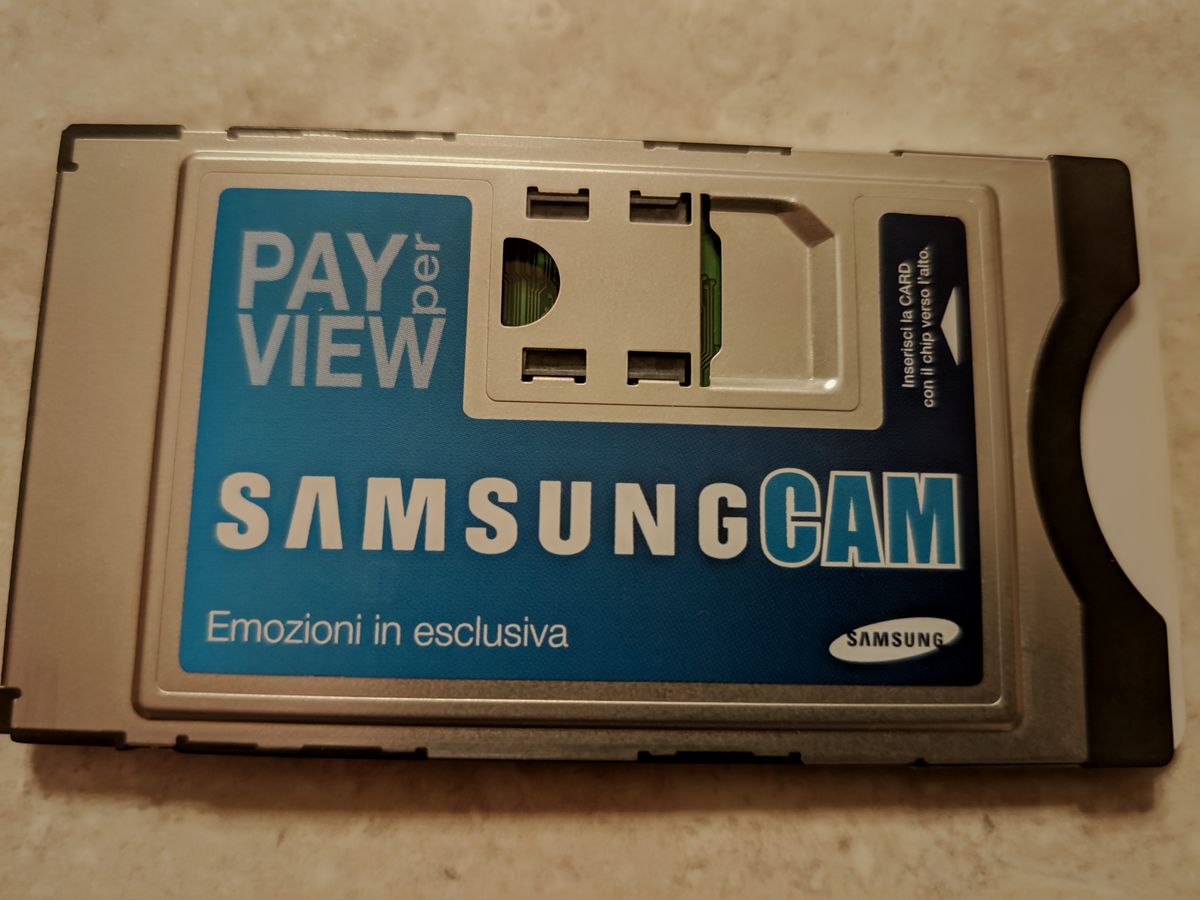 PAY per
VIEW
Inserisci la CARD
con il chip verso l'alto.
SAMSUNGCAM
Emozioni in esclusiva
SAMSUNG